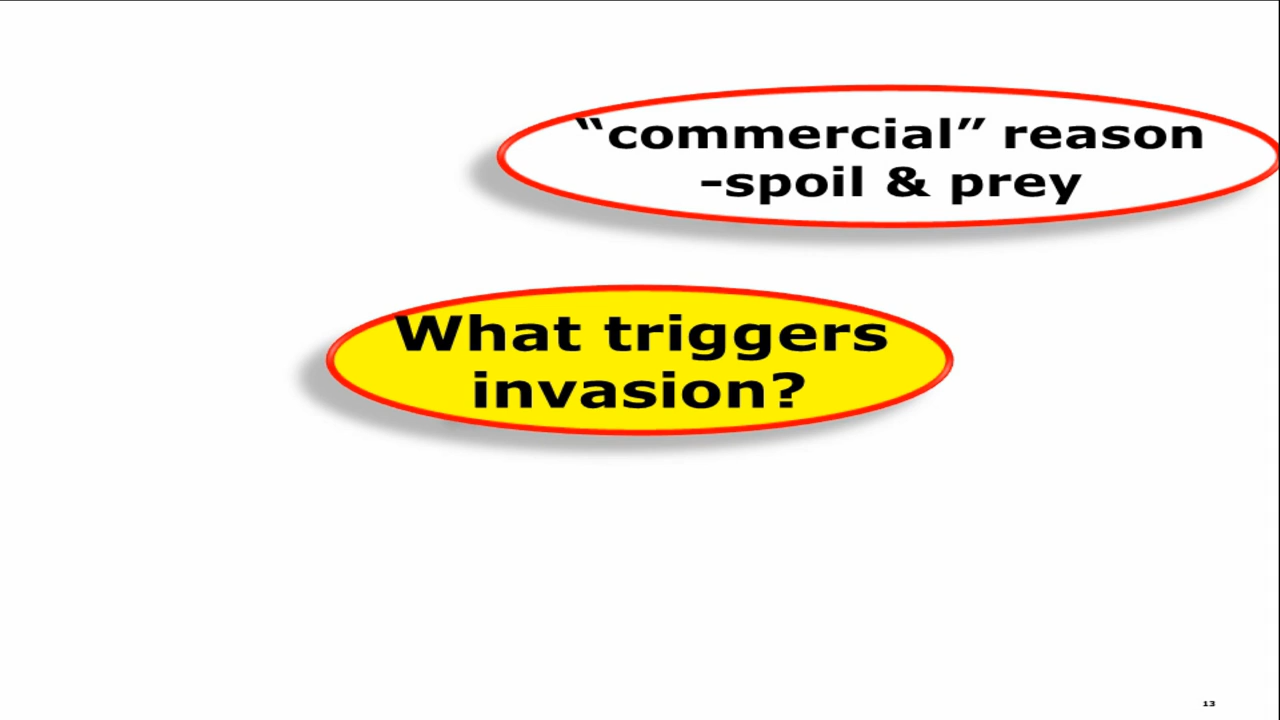 “commercial” reason
-spoil & prey
What triggers
invasion?
13